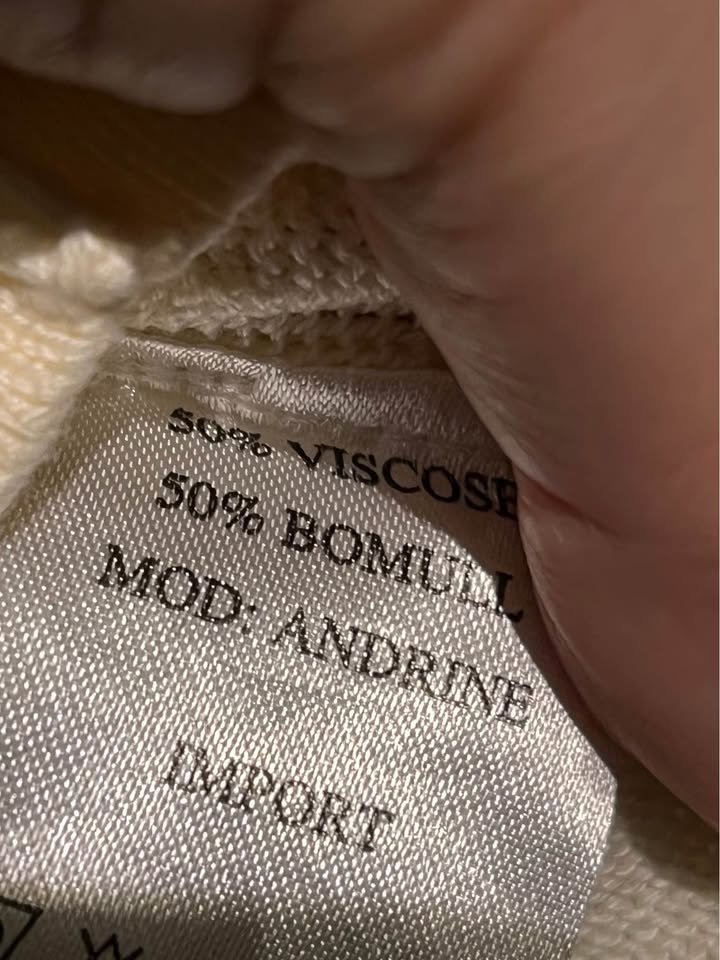 50% VISCOSE
50% BOMULL
MOD: ANDRINE
IMPORT